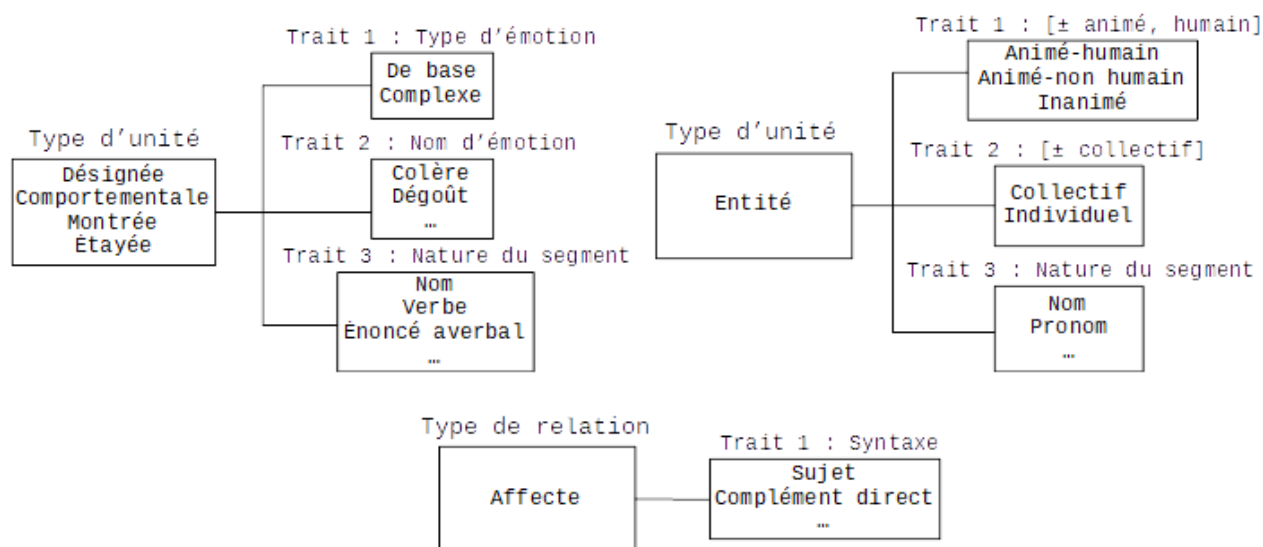 Trait 1 : Type d’émotion
De base
Complexe
Type d’unité
Désignée
Comportementale
Montrée
Étayée
Trait 2 : Nom d’émotion
Colère
Dégoût
…
Trait 3 : Nature du segment
Nom
Verbe
Énoncé averbal
…
Trait 1 : [± animé, humain]
Animé-humain
Animé-non humain
Inanimé
Type d’unité
Entité
Trait 2 : [± collectif]
Collectif
Individuel
Trait 3 : Nature du segment
Nom
Pronom
…
Type de relation
Affecte
Trait 1 : Syntaxe
Sujet
Complément direct
…